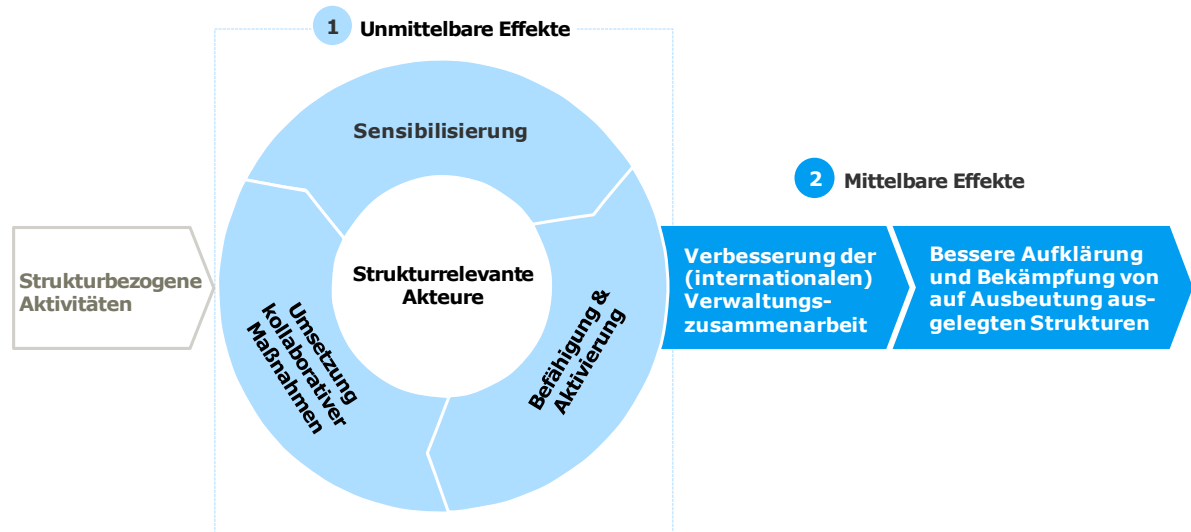 1 Unmittelbare Effekte
Sensibilisierung
2 Mittelbare Effekte
Strukturbezogene
Aktivitäten
Strukturrelevante
Akteure
Umsetzung
kollaborativer
Maßnahmen
Befähigung &
Aktivierung
Verbesserung der
(internationalen)
Verwaltungs-
zusammenarbeit
Bessere Aufklärung
und Bekämpfung von
auf Ausbeutung aus-
gelegten Strukturen